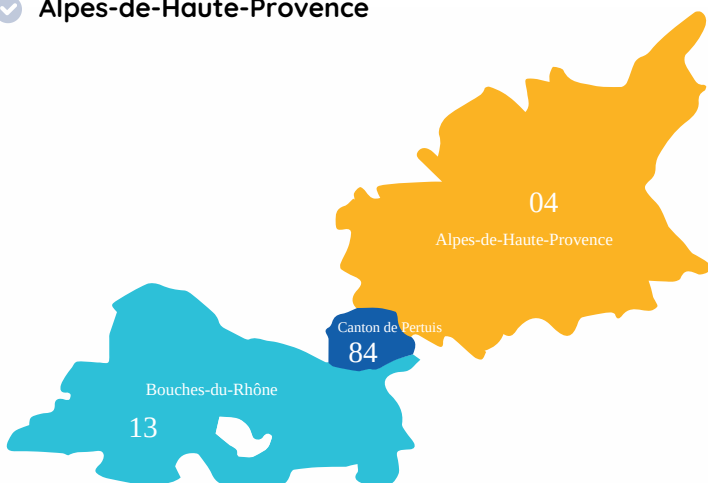 Alpes-de-Haute-Provence
04
Alpes-de-Haute-Provence
Canton de Pertuis
84
Bouches-du-Rhône
13